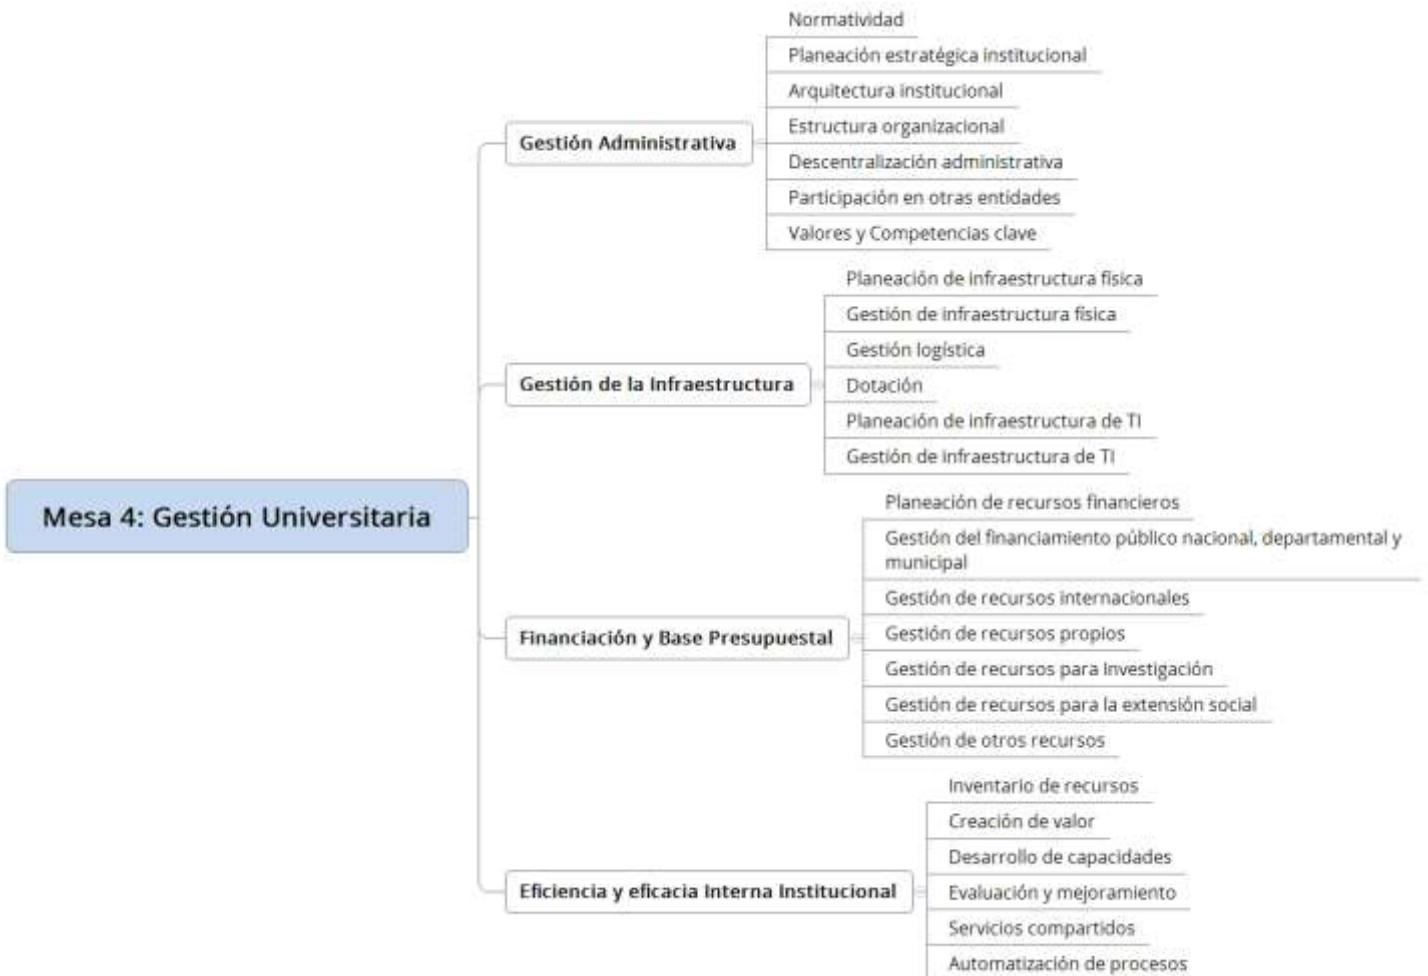 Mesa 4: Gestión Universitaria
Gestión Administrativa
Normatividad
Planeación estratégica institucional
Arquitectura institucional
Estructura organizacional
Descentralización administrativa
Participación en otras entidades
Valores y Competencias clave
Gestión de la Infraestructura
Planeación de infraestructura física
Gestión de infraestructura física
Gestión logística
Dotación
Planeación de infraestructura de TI
Gestión de infraestructura de TI
Financiación y Base Presupuestal
Planeación de recursos financieros
Gestión del financiamiento público nacional, departamental y
municipal
Gestión de recursos internacionales
Gestión de recursos propios
Gestión de recursos para Investigación
Gestión de recursos para la extensión social
Gestión de otros recursos
Eficiencia y eficacia Interna Institucional
Inventario de recursos
Creación de valor
Desarrollo de capacidades
Evaluación y mejoramiento
Servicios compartidos
Automatización de procesos